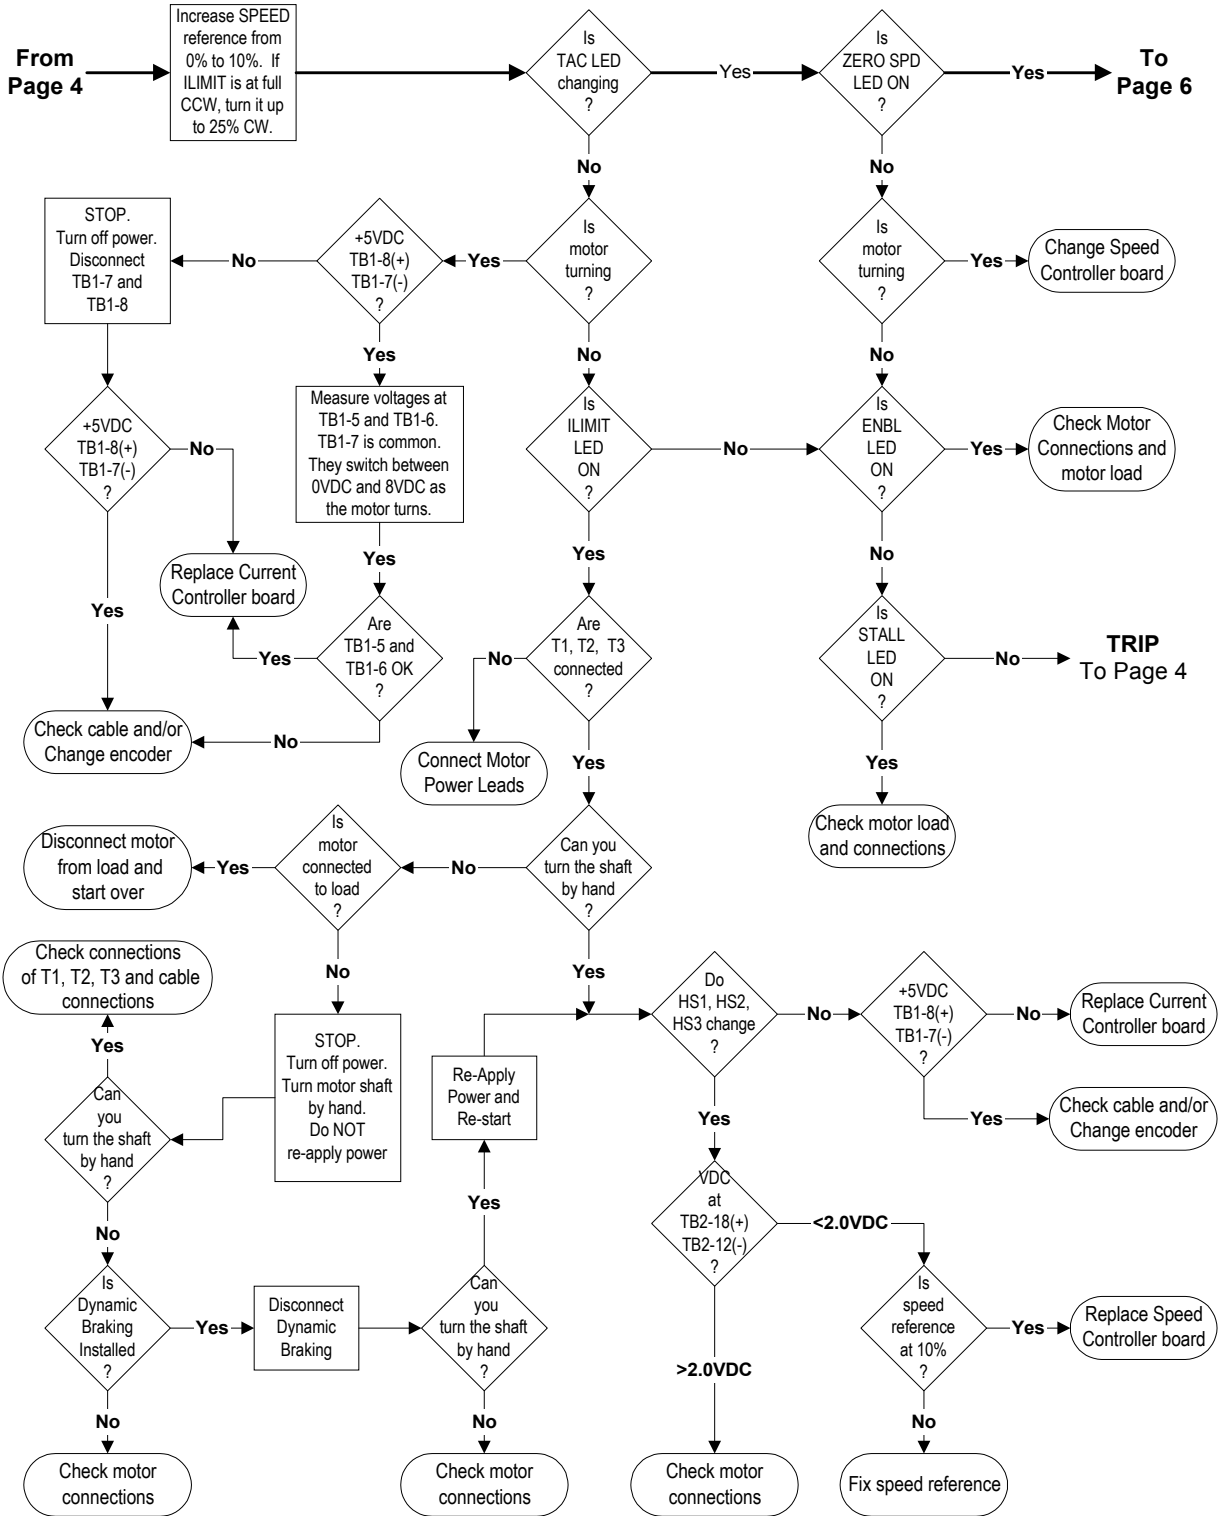 From
Page 4
Increase SPEED
reference from
0% to 10%. If
ILIMIT is at full
CCW, turn it up
to 25% CW.
Is
TAC LED
changing
?
Yes
Is
ZERO SPD
LED ON
?
Yes
To
Page 6
No
No
STOP.
Turn off power.
Disconnect
TB1-7 and
TB1-8
No
+5VDC
TB1-8(+)
TB1-7(-)
?
Yes
Is
motor
turning
?
Is
motor
turning
?
Yes
Change Speed
Controller board
Yes
No
No
+5VDC
TB1-8(+)
TB1-7(-)
?
No
Measure voltages at
TB1-5 and TB1-6.
TB1-7 is common.
They switch between
0VDC and 8VDC as
the motor turns.
Is
ILIMIT
LED
ON
?
No
Is
ENBL
LED
ON
?
Yes
Check Motor
Connections and
motor load
Yes
Yes
No
Replace Current
Controller board
Yes
Yes
Are
TB1-5 and
TB1-6 OK
?
No
Are
T1, T2, T3
connected
?
Is
STALL
LED
ON
?
No
TRIP
To Page 4
Check cable and/or
Change encoder
No
Connect Motor
Power Leads
Yes
Yes
Check motor load
and connections
Disconnect motor
from load and
start over
Yes
Is
motor
connected
to load
?
No
Can you
turn the shaft
by hand
?
Check connections
of T1, T2, T3 and cable
connections
No
Yes
Do
HS1, HS2,
HS3 change
?
No
+5VDC
TB1-8(+)
TB1-7(-)
?
No
Replace Current
Controller board
Yes
STOP.
Turn off power.
Turn motor shaft
by hand.
Do NOT
re-apply power
Re-Apply
Power and
Re-start
Yes
Yes
Check cable and/or
Change encoder
Can
you
turn the shaft
by hand
?
Yes
VDC
at
TB2-18(+)
TB2-12(-)
?
<2.0VDC
No
Is
Dynamic
Braking
Installed
?
Yes
Disconnect
Dynamic
Braking
Can
you
turn the shaft
by hand
?
>2.0VDC
Is
speed
reference
at 10%
?
Yes
Replace Speed
Controller board
No
No
No
Check motor
connections
Check motor
connections
Check motor
connections
Fix speed reference